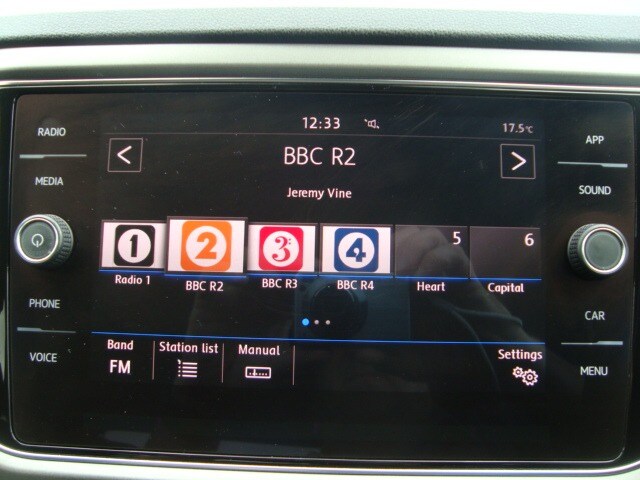 RADIO
MEDIA
PHONE
VOICE
12:33
17.5°C
< BBC R2 >
Jeremy Vine
1 2 3 4 5 6
Radio 1 BBC R2 BBC R3 BBC R4 Heart Capital
Band Station list Manual Settings
FM
APP
SOUND
CAR
MENU